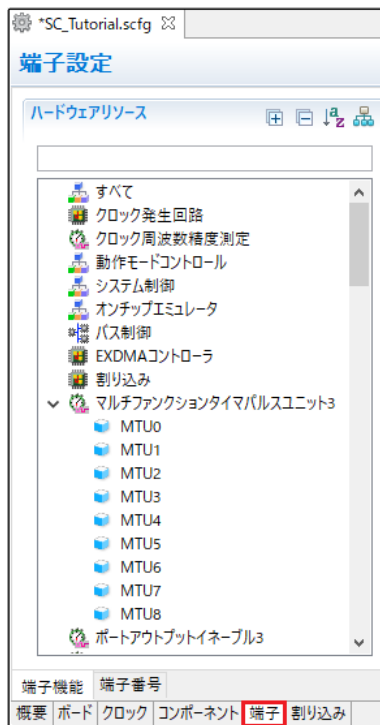 *SC_Tutorial.scfg
端子設定
ハードウェアリソース
すべて
クロック発生回路
クロック周波数精度測定
動作モードコントロール
システム制御
オンチップエミュレータ
バス制御
EXDMAコントローラ
割り込み
マルチファンクションタイマパルスユニット3
MTU0
MTU1
MTU2
MTU3
MTU4
MTU5
MTU6
MTU7
MTU8
ポートアウトプットイネーブル3
端子機能 端子番号
概要 ボード クロック コンポーネント 端子 割り込み